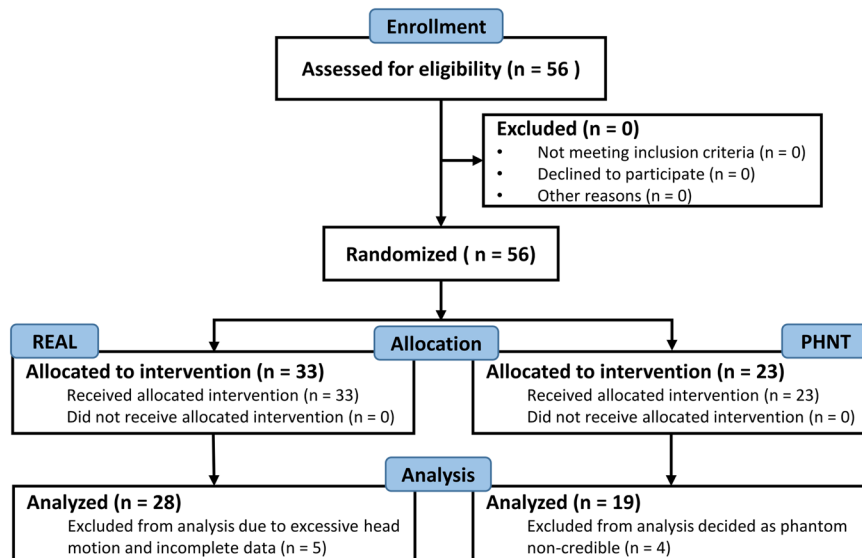 Enrollment
Assessed for eligibility (n = 56 )
Excluded (n = 0)
• Not meeting inclusion criteria (n = 0)
• Declined to participate (n = 0)
• Other reasons (n = 0)
Randomized ( n = 56)
REAL
Allocation
PHNT
Allocated to intervention (n = 33)
Received allocated intervention (n = 33)
Did not receive allocated intervention (n = 0)
Allocated to intervention (n = 23)
Received allocated intervention (n = 23)
Did not receive allocated intervention (n = 0)
Analysis
Analyzed (n = 28)
Excluded from analysis due to excessive head
motion and incomplete data (n = 5)
Analyzed (n = 19)
Excluded from analysis decided as phantom
non-credible (n = 4)